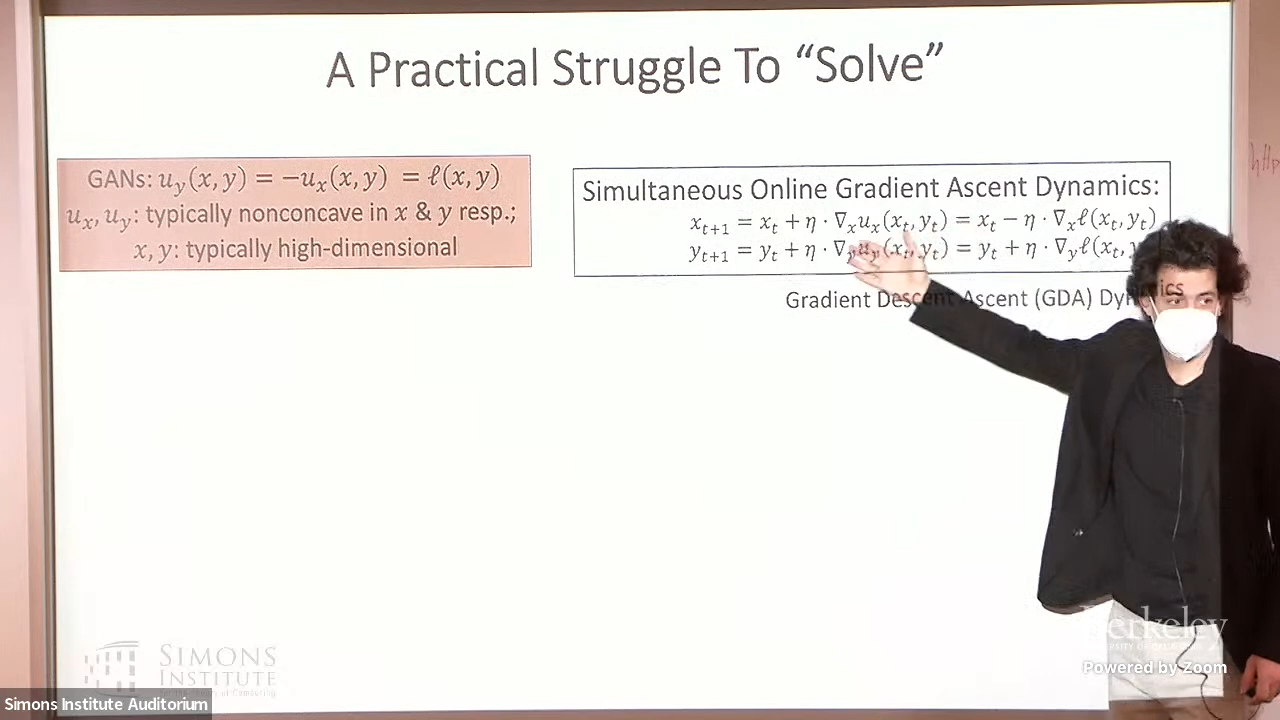 A Practical Struggle To “Solve”
GANs: u_y(x, y) = −u_x(x, y) = ℓ(x, y)
u_x, u_y: typically nonconcave in x & y resp.;
x, y: typically high-dimensional
Simultaneous Online Gradient Ascent Dynamics:
x_{t+1} = x_t + η · ∇_x u_x(x_t, y_t) = x_t − η · ∇_x ℓ(x_t, y_t)
y_{t+1} = y_t + η · ∇_y u_y(x_t, y_t) = y_t + η · ∇_y ℓ(x_t,
Gradient Descent Ascent (GDA) Dy
ics
SIMONS
INSTITUTE
Berkeley
Powered by Zoom
Simons Institute Auditorium